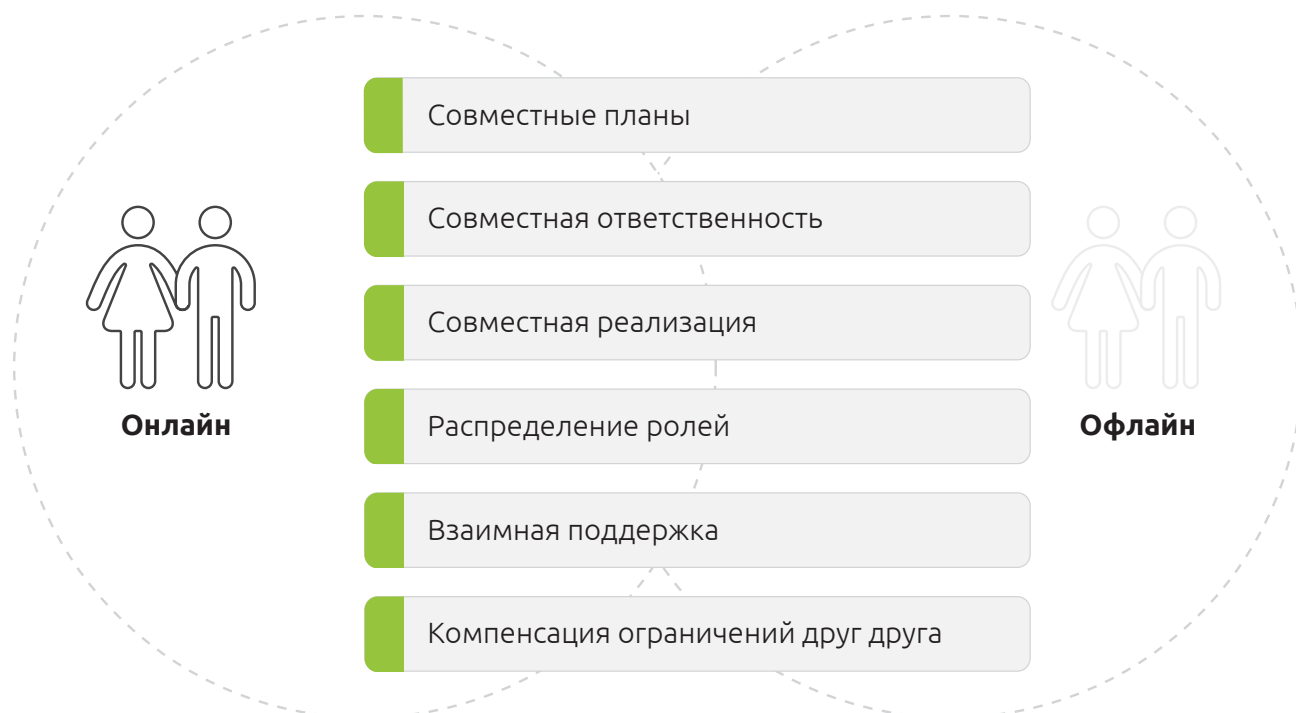 Совместные планы
Совместная ответственность
Совместная реализация
Онлайн
Распределение ролей
Офлайн
Взаимная поддержка
Компенсация ограничений друг друга